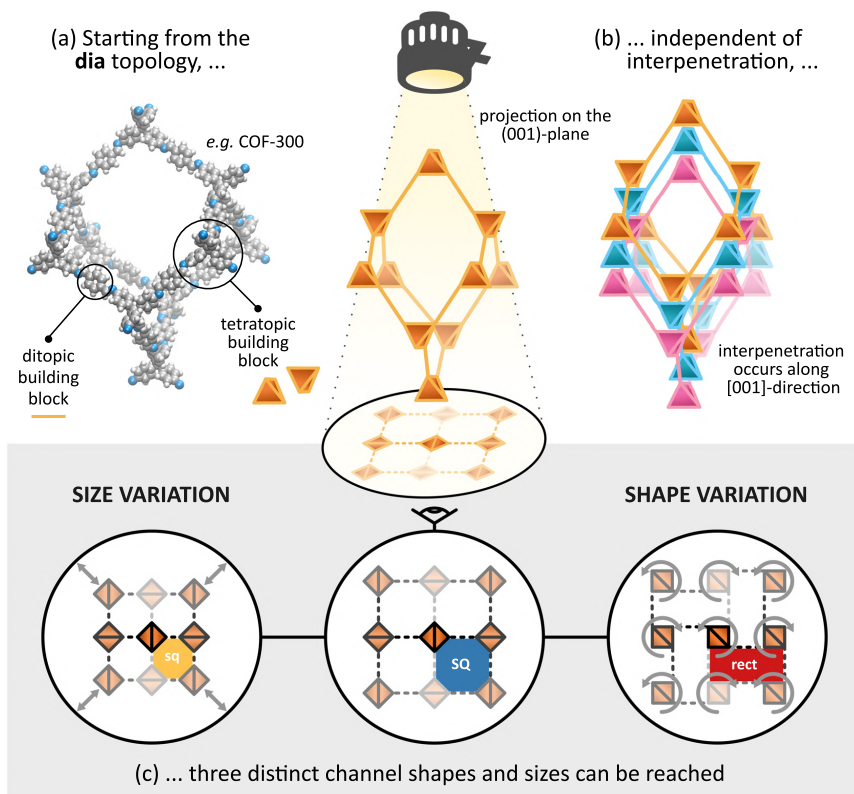 (a) Starting from the
dia topology, ...
e.g. COF-300
ditopic
building
block
tetratopic
building
block
projection on the
(001)-plane
(b) ... independent of
interpenetration, ...
interpenetration
occurs along
[001]-direction
SIZE VARIATION
SHAPE VARIATION
sq
SQ
rect
(c) ... three distinct channel shapes and sizes can be reached